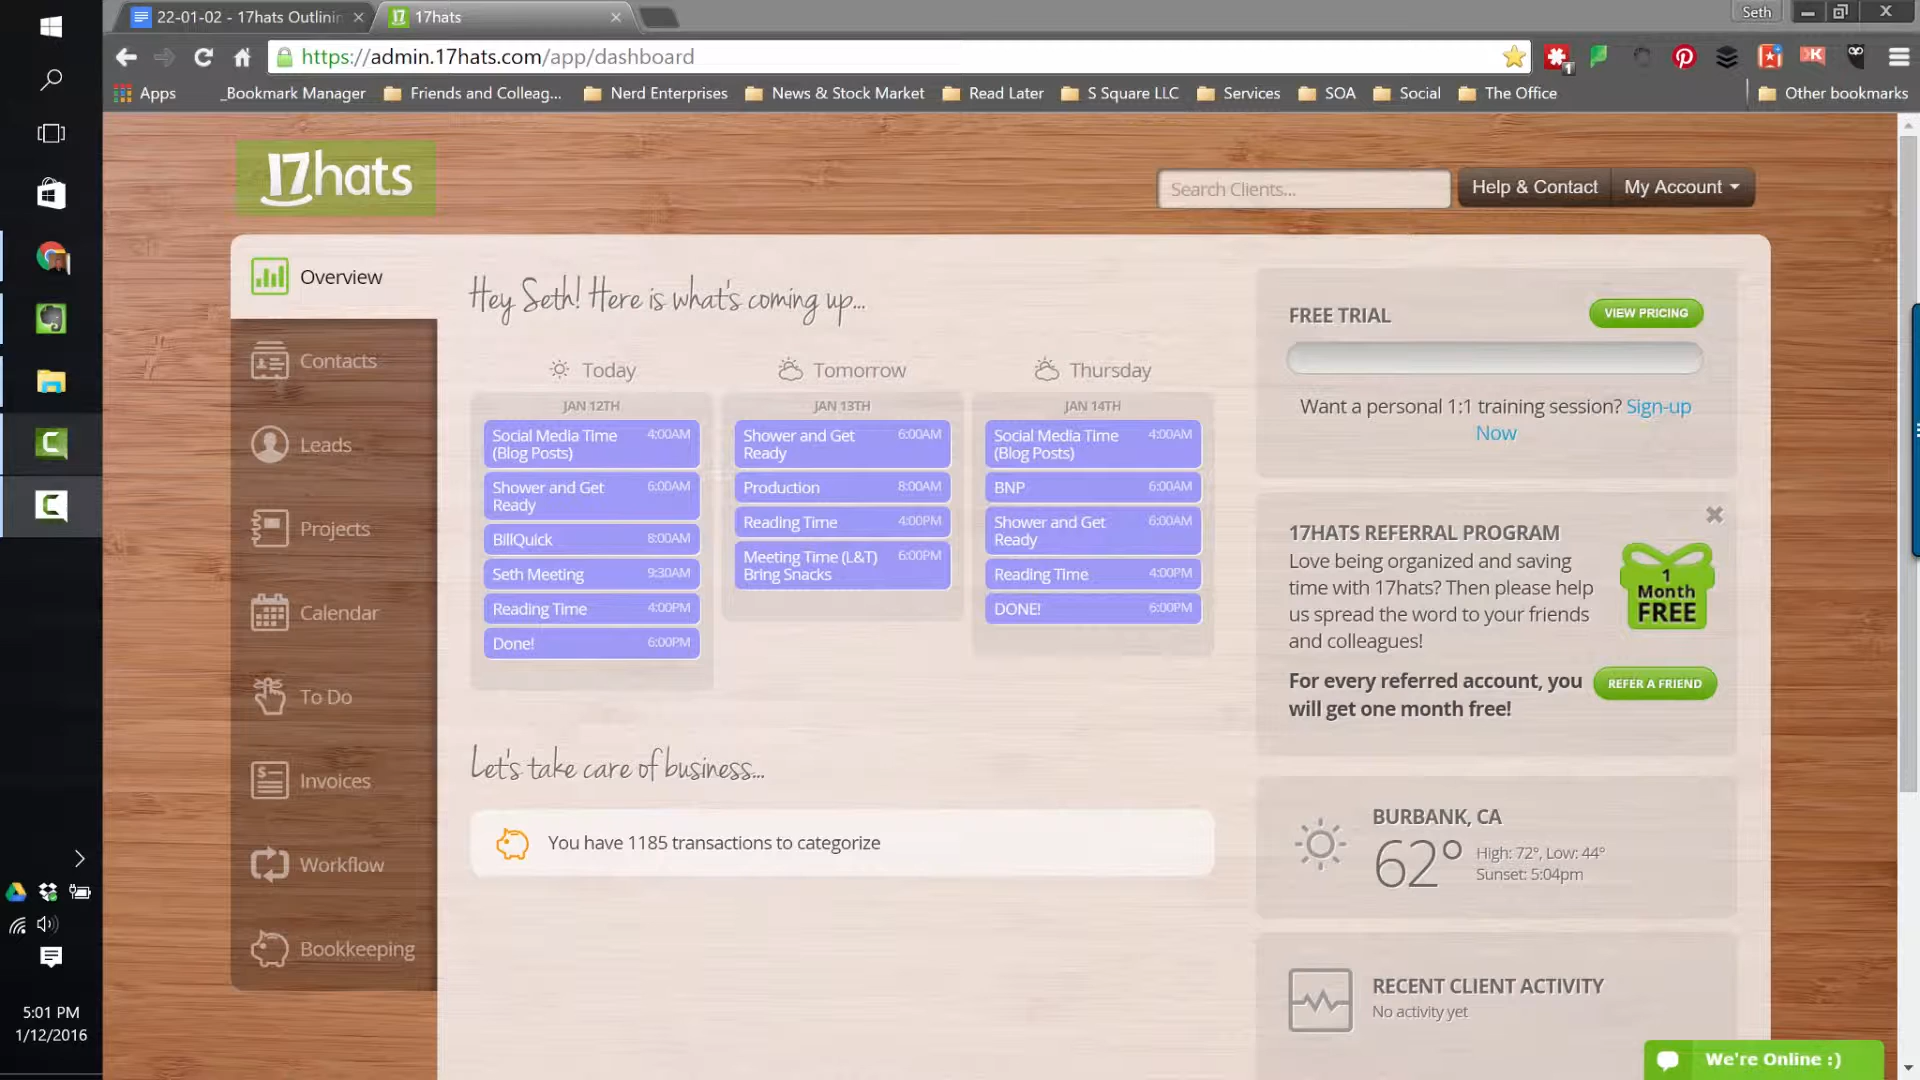 22-01-02 - 17hats Outlinin
17hats
Seth
https://admin.17hats.com/app/dashboard
Apps
_Bookmark Manager
Friends and Colleag...
Nerd Enterprises
News & Stock Market
Read Later
S Square LLC
Services
SOA
Social
The Office
Other bookmarks
17hats
Search Clients...
Help & Contact
My Account
Overview
Contacts
Leads
Projects
Calendar
To Do
Invoices
Workflow
Bookkeeping
Hey Seth! Here is what's coming up...
Today
JAN 12TH
Social Media Time 4:00AM
(Blog Posts)
Shower and Get 6:00AM
Ready
BillQuick 8:00AM
Seth Meeting 9:30AM
Reading Time 4:00PM
Done! 6:00PM
Tomorrow
JAN 13TH
Shower and Get 6:00AM
Ready
Production 8:00AM
Reading Time 4:00PM
Meeting Time (L&T) 6:00PM
Bring Snacks
Thursday
JAN 14TH
Social Media Time 4:00AM
(Blog Posts)
BNP 6:00AM
Shower and Get 6:00AM
Ready
Reading Time 4:00PM
DONE! 6:00PM
Let's take care of business...
You have 1185 transactions to categorize
FREE TRIAL
VIEW PRICING
Want a personal 1:1 training session? Sign-up
Now
17HATS REFERRAL PROGRAM
Love being organized and saving
time with 17hats? Then please help
us spread the word to your friends
and colleagues!
1
Month
FREE
For every referred account, you
will get one month free!
REFER A FRIEND
BURBANK, CA
62°
High: 72°, Low: 44°
Sunset: 5:04pm
RECENT CLIENT ACTIVITY
No activity yet
We're Online :)
5:01 PM
1/12/2016